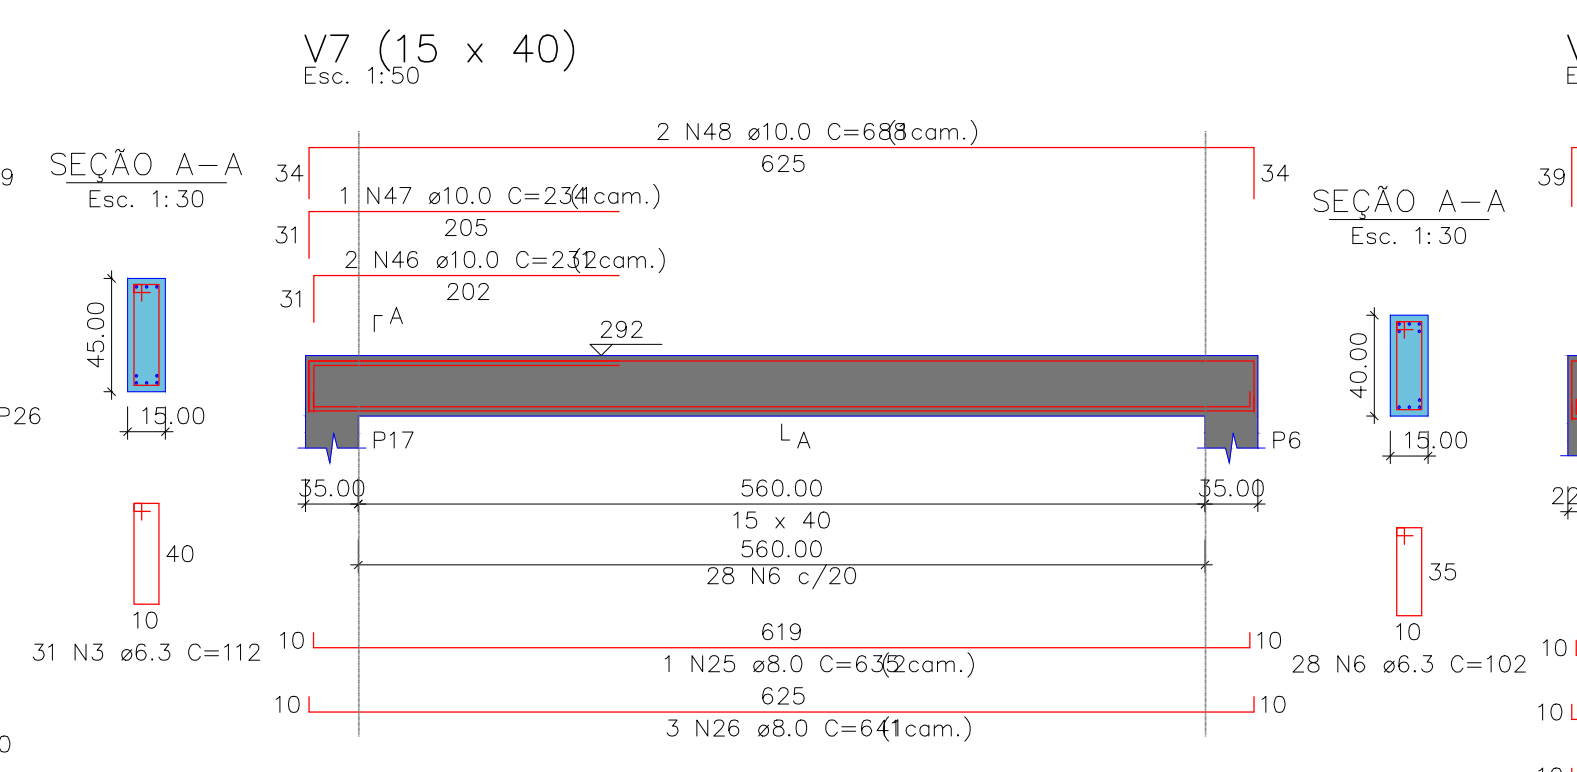 V7 (15 x 40)
Esc. 1:50
SEÇÃO A-A
Esc. 1:30
9
45.00
15.00
P26
40
10
31 N3 ø6.3 C=112
0
2 N48 ø10.0 C=688 (1cam.)
625
34
34
1 N47 ø10.0 C=234 (1cam.)
205
31
2 N46 ø10.0 C=231 (2cam.)
202
31
A
292
P17
A
P6
35.00
560.00
35.00
15 x 40
560.00
28 N6 c/20
619
10
10
1 N25 ø8.0 C=635 (2cam.)
625
10
10
3 N26 ø8.0 C=641 (1cam.)
SEÇÃO A-A
Esc. 1:30
40.00
15.00
35
10
28 N6 ø6.3 C=102
39
10
10